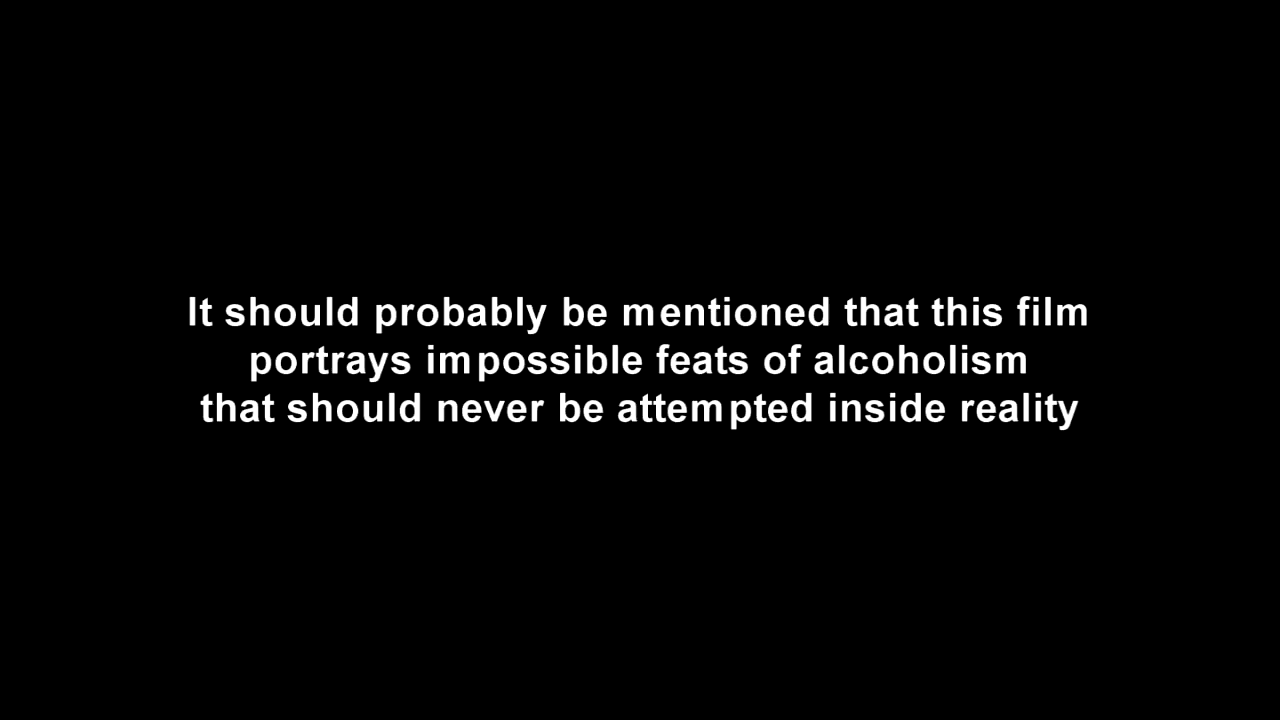 It should probably be mentioned that this film
portrays impossible feats of alcoholism
that should never be attempted inside reality